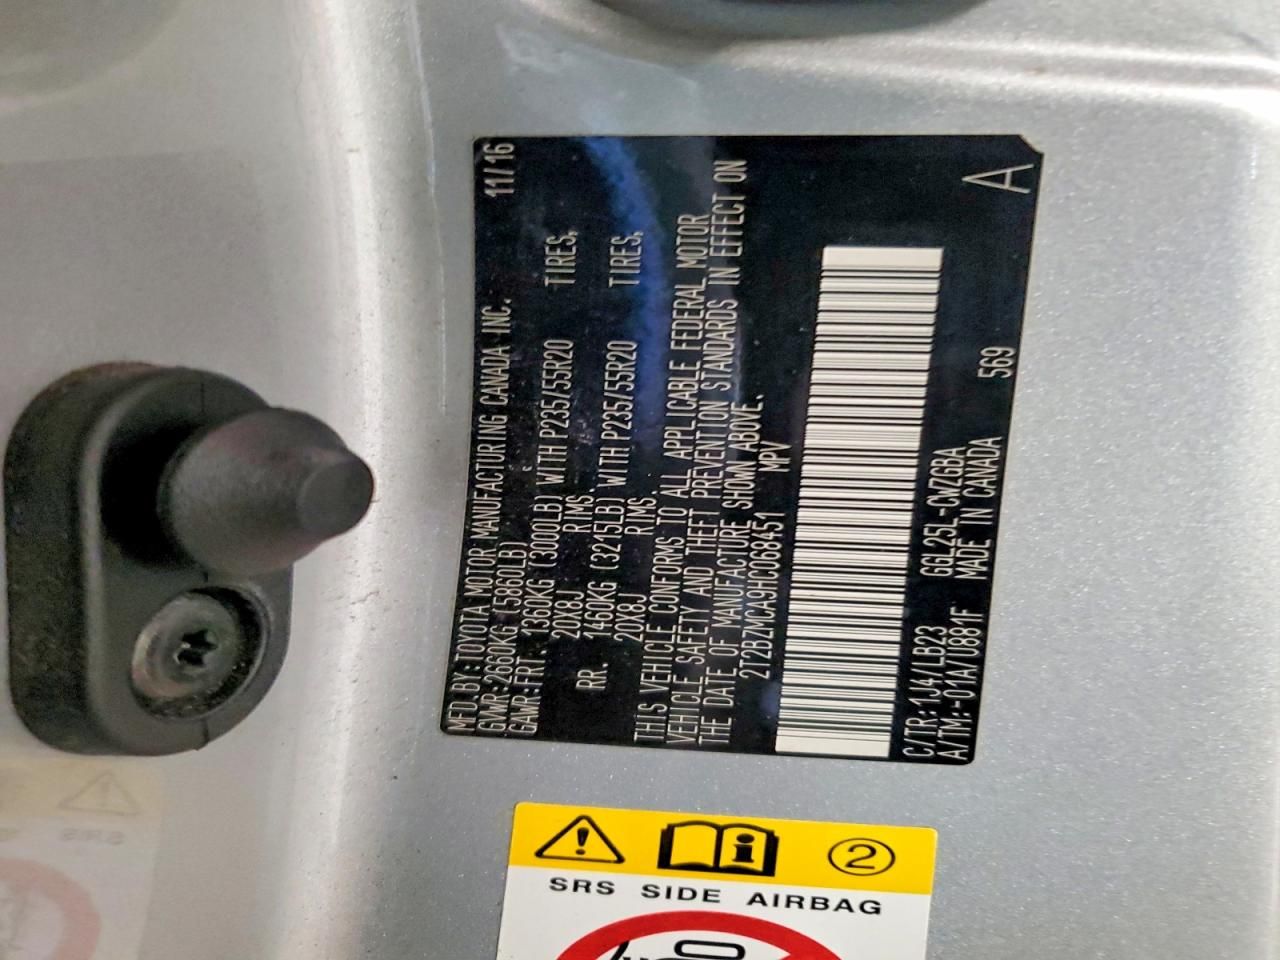 MFD.BY:TOYOTA MOTOR MANUFACTURING CANADA INC. 11/16
GVWR:2660KG (5860LB)
GAWR:FRT. 1360KG (3000LB) WITH P235/55R20 TIRES,
20X8J RIMS.
RR. 1460KG (3215LB) WITH P235/55R20 TIRES,
20X8J RIMS.
THIS VEHICLE CONFORMS TO ALL APPLICABLE FEDERAL MOTOR
VEHICLE SAFETY AND THEFT PREVENTION STANDARDS IN EFFECT ON
THE DATE OF MANUFACTURE SHOWN ABOVE.
2T2BZMCA9HC068451 MPV
C/TR:1J4/LB23 GGL25L-CWZGBA
A/TM:-01A/U881F MADE IN CANADA 569 A
2
SRS SIDE AIRBAG
SRS